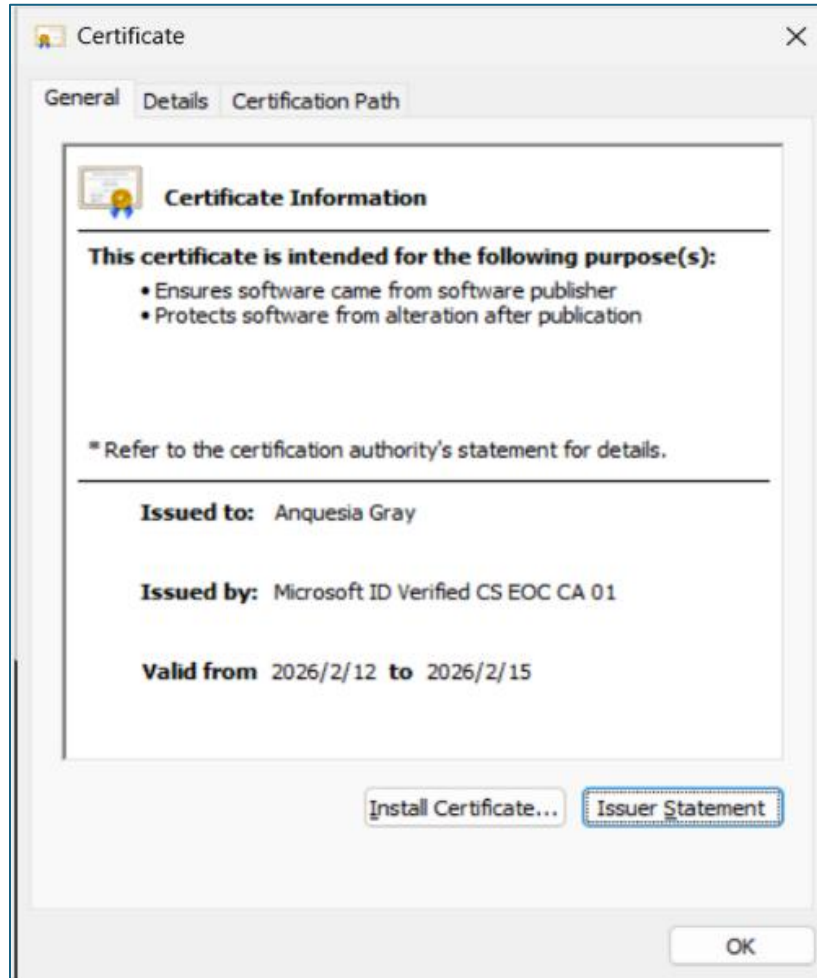 Certificate
General Details Certification Path
Certificate Information
This certificate is intended for the following purpose(s):
• Ensures software came from software publisher
• Protects software from alteration after publication
* Refer to the certification authority's statement for details.
Issued to: Anquesia Gray
Issued by: Microsoft ID Verified CS EOC CA 01
Valid from 2026/2/12 to 2026/2/15
Install Certificate... Issuer Statement
OK